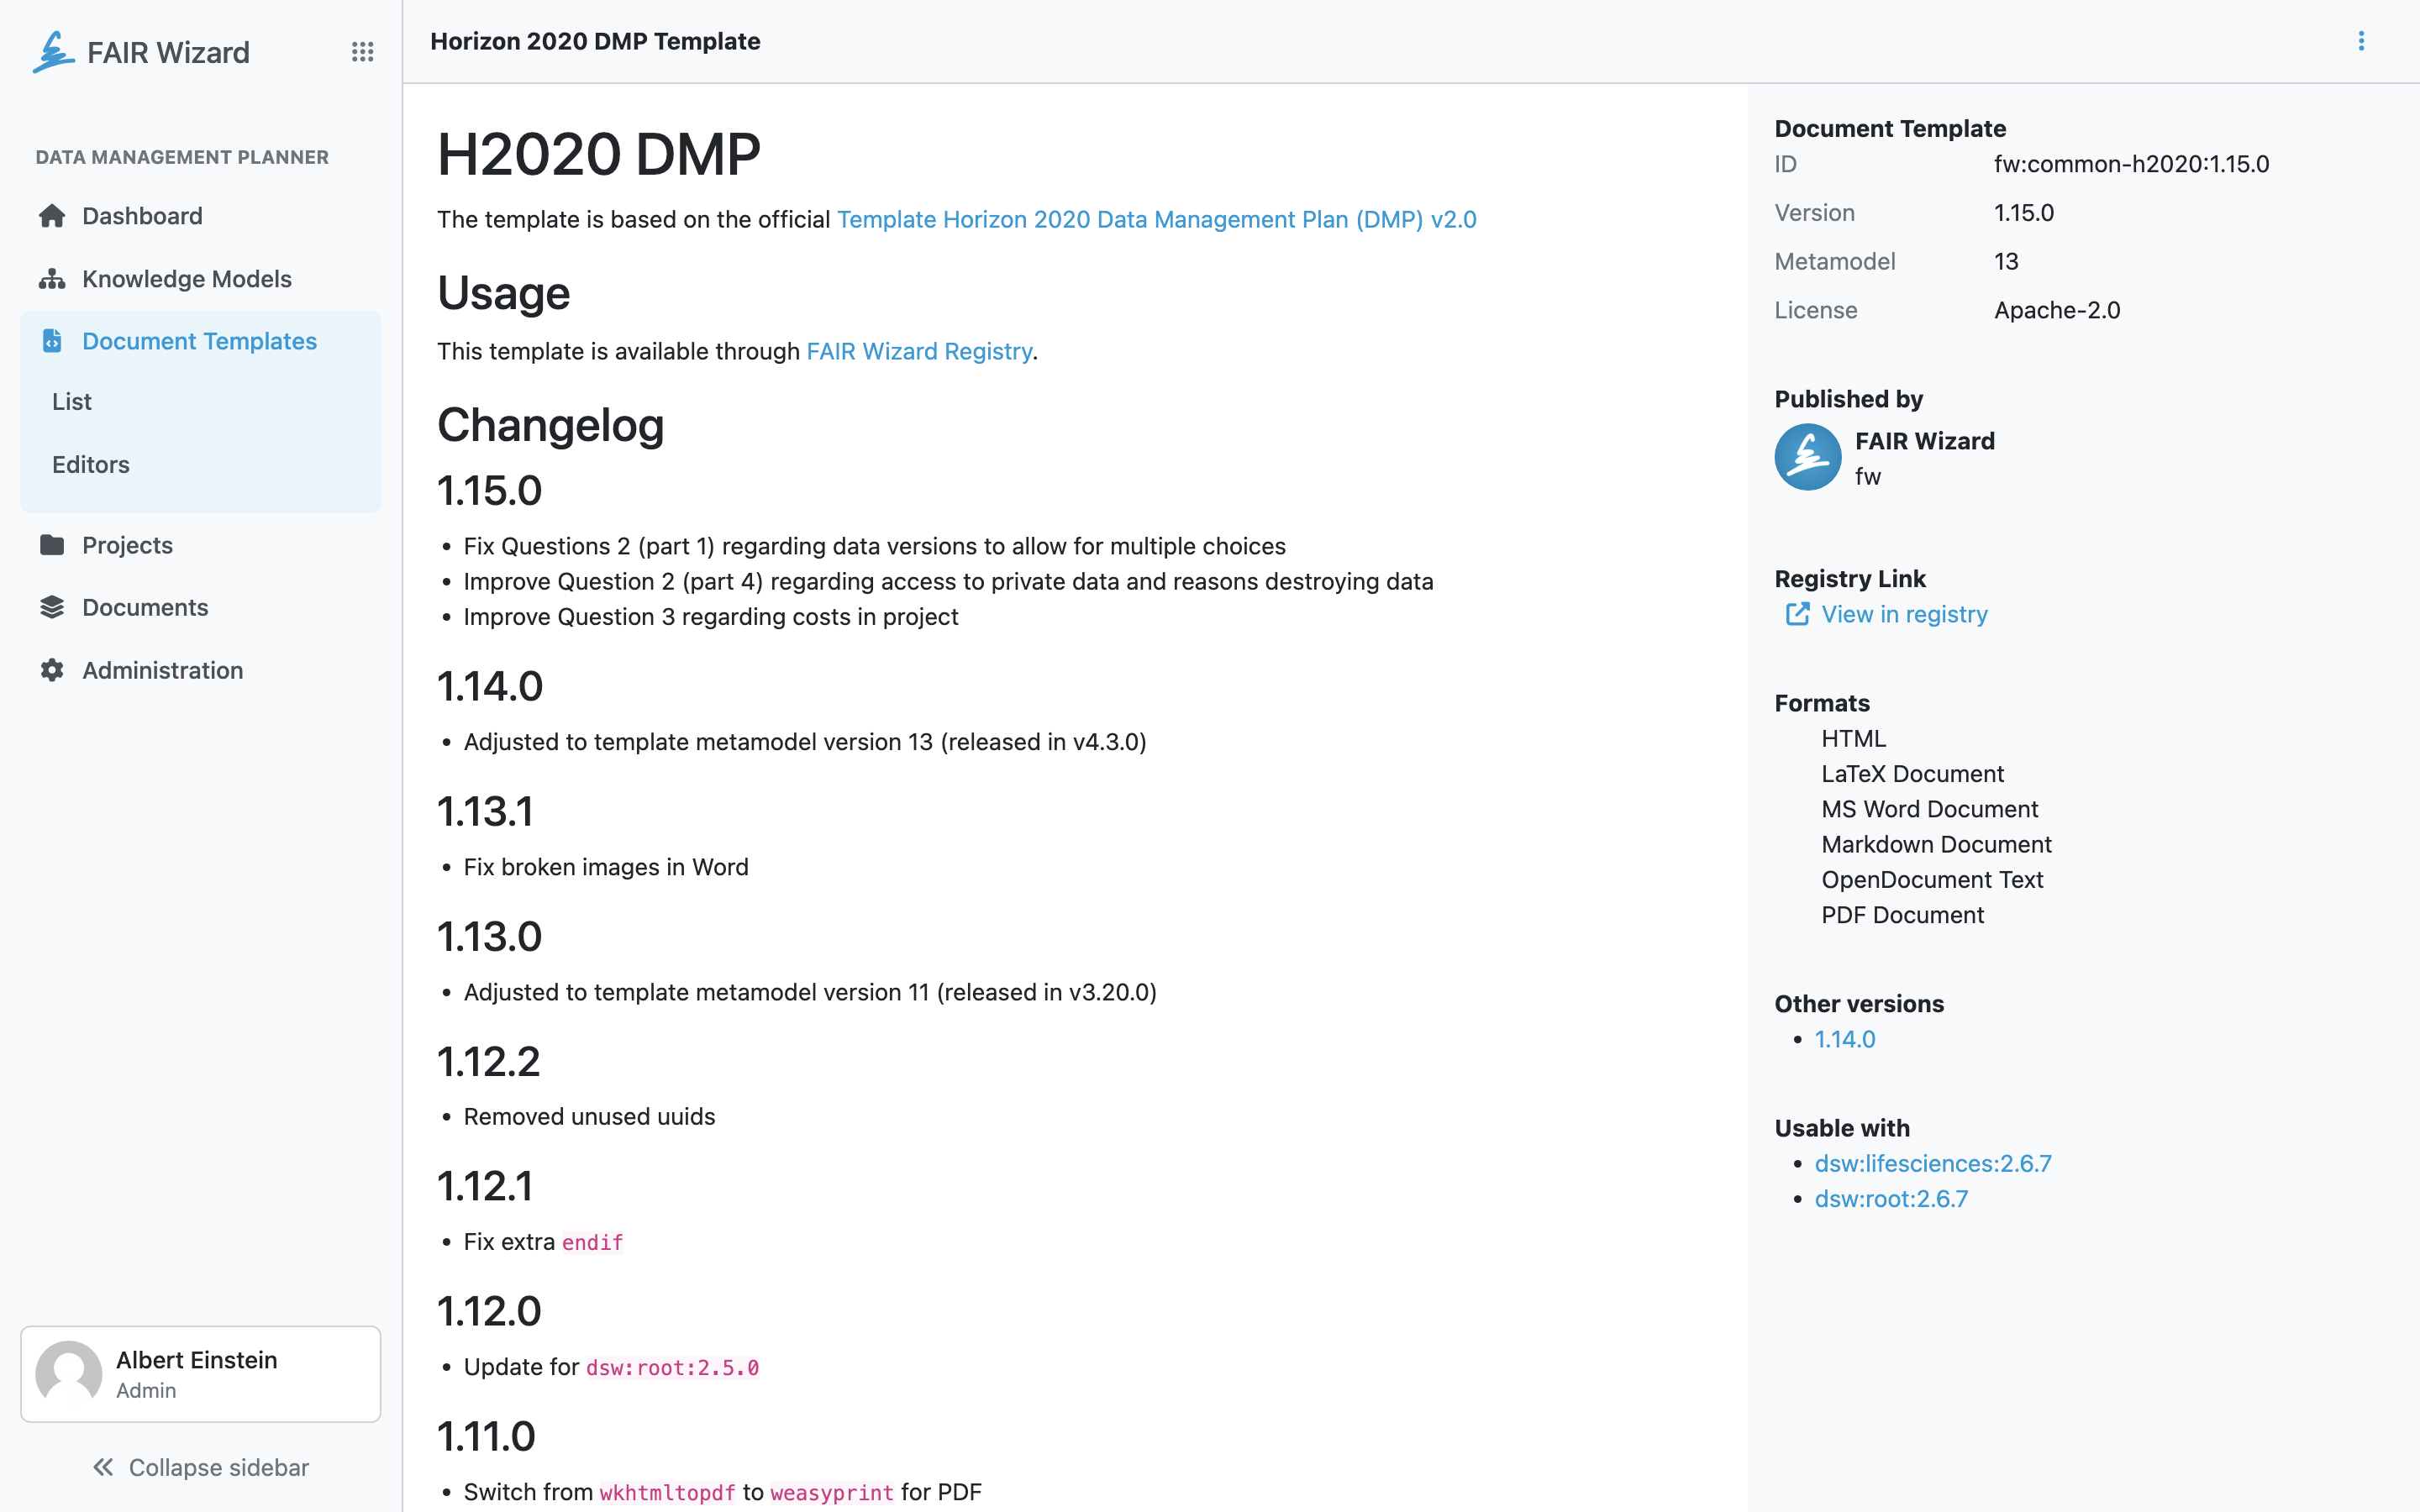 FAIR Wizard
DATA MANAGEMENT PLANNER
Dashboard
Knowledge Models
Document Templates
List
Editors
Projects
Documents
Administration
Albert Einstein
Admin
Collapse sidebar
Horizon 2020 DMP Template
H2020 DMP
The template is based on the official Template Horizon 2020 Data Management Plan (DMP) v2.0
Usage
This template is available through FAIR Wizard Registry.
Changelog
1.15.0
• Fix Questions 2 (part 1) regarding data versions to allow for multiple choices
• Improve Question 2 (part 4) regarding access to private data and reasons destroying data
• Improve Question 3 regarding costs in project
1.14.0
• Adjusted to template metamodel version 13 (released in v4.3.0)
1.13.1
• Fix broken images in Word
1.13.0
• Adjusted to template metamodel version 11 (released in v3.20.0)
1.12.2
• Removed unused uuids
1.12.1
• Fix extra endif
1.12.0
• Update for dsw:root:2.5.0
1.11.0
• Switch from wkhtmltopdf to weasyprint for PDF
Document Template
ID fw:common-h2020:1.15.0
Version 1.15.0
Metamodel 13
License Apache-2.0
Published by
FAIR Wizard
fw
Registry Link
View in registry
Formats
HTML
LaTeX Document
MS Word Document
Markdown Document
OpenDocument Text
PDF Document
Other versions
• 1.14.0
Usable with
• dsw:lifesciences:2.6.7
• dsw:root:2.6.7